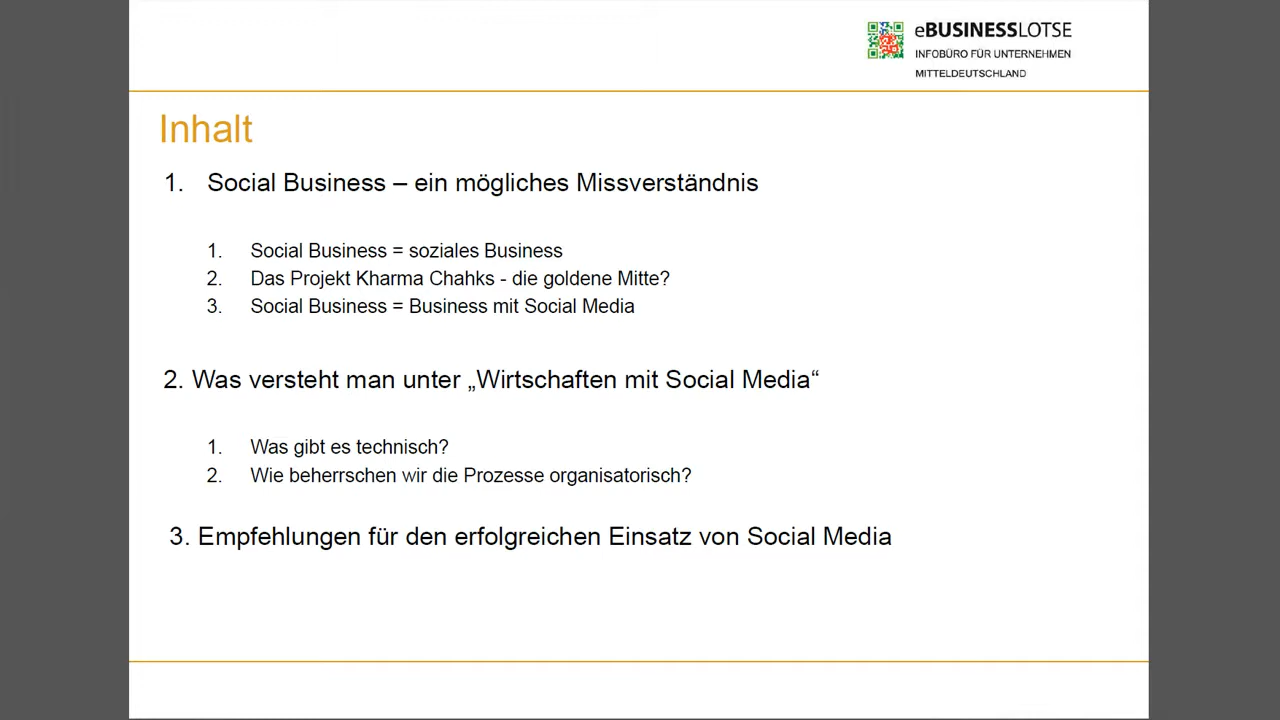 eBUSINESSLOTSE
INFOBÜRO FÜR UNTERNEHMEN
MITTELDEUTSCHLAND
Inhalt
1. Social Business – ein mögliches Missverständnis
1. Social Business = soziales Business
2. Das Projekt Kharma Chahks - die goldene Mitte?
3. Social Business = Business mit Social Media
2. Was versteht man unter „Wirtschaften mit Social Media“
1. Was gibt es technisch?
2. Wie beherrschen wir die Prozesse organisatorisch?
3. Empfehlungen für den erfolgreichen Einsatz von Social Media